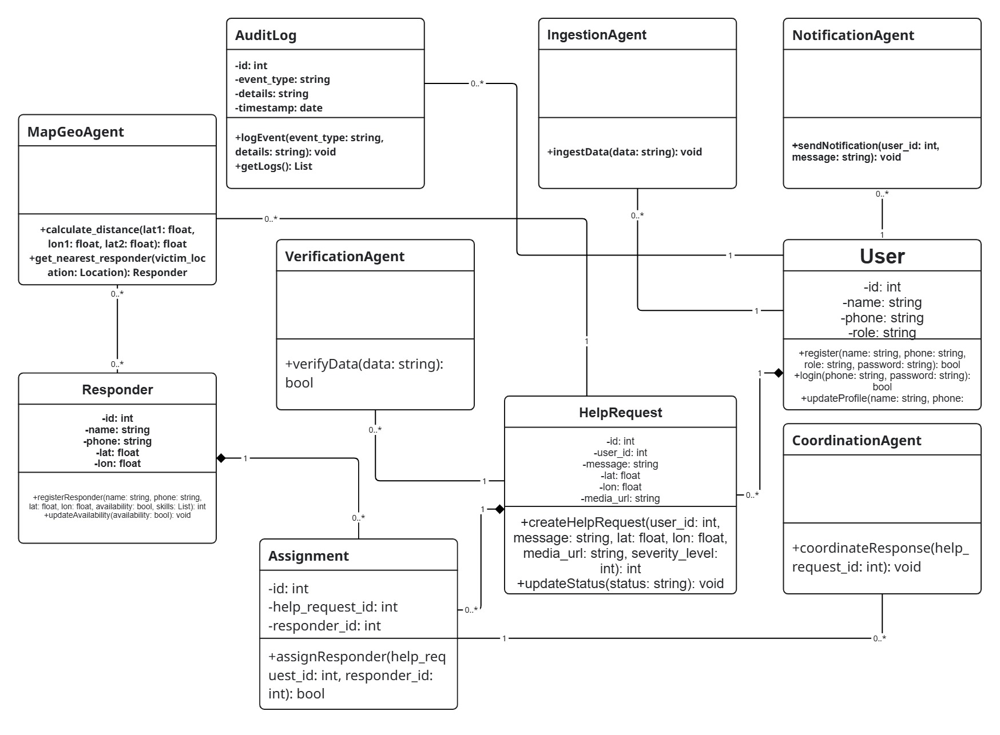 AuditLog
-id: int
-event_type: string
-details: string
-timestamp: date
+logEvent(event_type: string,
details: string): void
+getLogs(): List
IngestionAgent
+ingestData(data: string): void
NotificationAgent
+sendNotification(user_id: int,
message: string): void
MapGeoAgent
+calculate_distance(lat1: float,
lon1: float, lat2: float): float
+get_nearest_responder(victim_loc
ation: Location): Responder
0..*
0..*
0..*
0..*
1
1
1
1
0..*
0..*
VerificationAgent
+verifyData(data: string):
bool
User
-id: int
-name: string
-phone: string
-role: string
+register(name: string, phone: string,
role: string, password: string): bool
+login(phone: string, password: string):
bool
+updateProfile(name: string, phone:
Responder
-id: int
-name: string
-phone: string
-lat: float
-lon: float
+registerResponder(name: string, phone: string,
lat: float, lon: float, availability: bool, skills: List): int
+updateAvailability(availability: bool): void
1
0..*
0..*
1
HelpRequest
-id: int
-user_id: int
-message: string
-lat: float
-lon: float
-media_url: string
+createHelpRequest(user_id: int,
message: string, lat: float, lon: float,
media_url: string, severity_level:
int): int
+updateStatus(status: string): void
1
0..*
CoordinationAgent
+coordinateResponse(help_
request_id: int): void
Assignment
-id: int
-help_request_id: int
-responder_id: int
+assignResponder(help_req
uest_id: int, responder_id:
int): bool
1
0..*
1
0..*